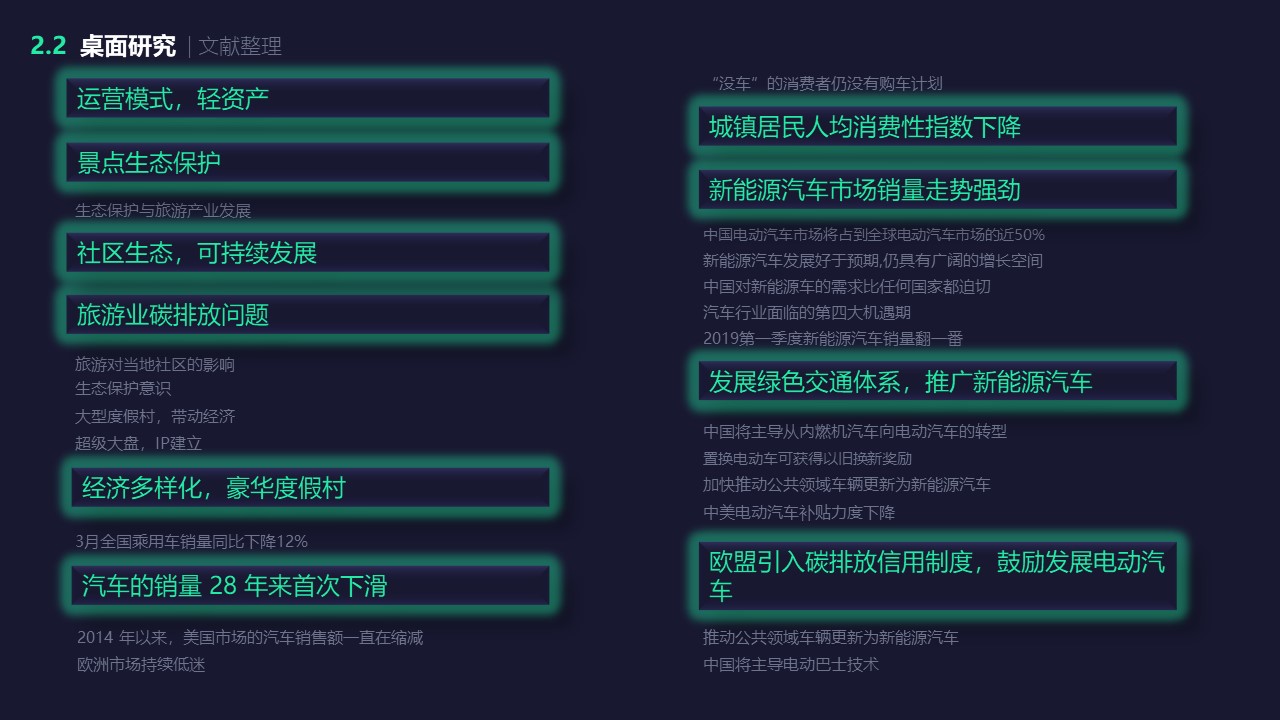 2.2 桌面研究 | 文献整理
运营模式，轻资产
景点生态保护
生态保护与旅游产业发展
社区生态，可持续发展
旅游业碳排放问题
旅游对当地社区的影响
生态保护意识
大型度假村，带动经济
超级大盘，IP建立
经济多样化，豪华度假村
3月全国乘用车销量同比下降12%
汽车的销量 28 年来首次下滑
2014 年以来，美国市场的汽车销售额一直在缩减
欧洲市场持续低迷
“没车”的消费者仍没有购车计划
城镇居民人均消费性指数下降
新能源汽车市场销量走势强劲
中国电动汽车市场将占到全球电动汽车市场的近50%
新能源汽车发展好于预期,仍具有广阔的增长空间
中国对新能源车的需求比任何国家都迫切
汽车行业面临的第四大机遇期
2019第一季度新能源汽车销量翻一番
发展绿色交通体系，推广新能源汽车
中国将主导从内燃机汽车向电动汽车的转型
置换电动车可获得以旧换新奖励
加快推动公共领域车辆更新为新能源汽车
中美电动汽车补贴力度下降
欧盟引入碳排放信用制度，鼓励发展电动汽
车
推动公共领域车辆更新为新能源汽车
中国将主导电动巴士技术